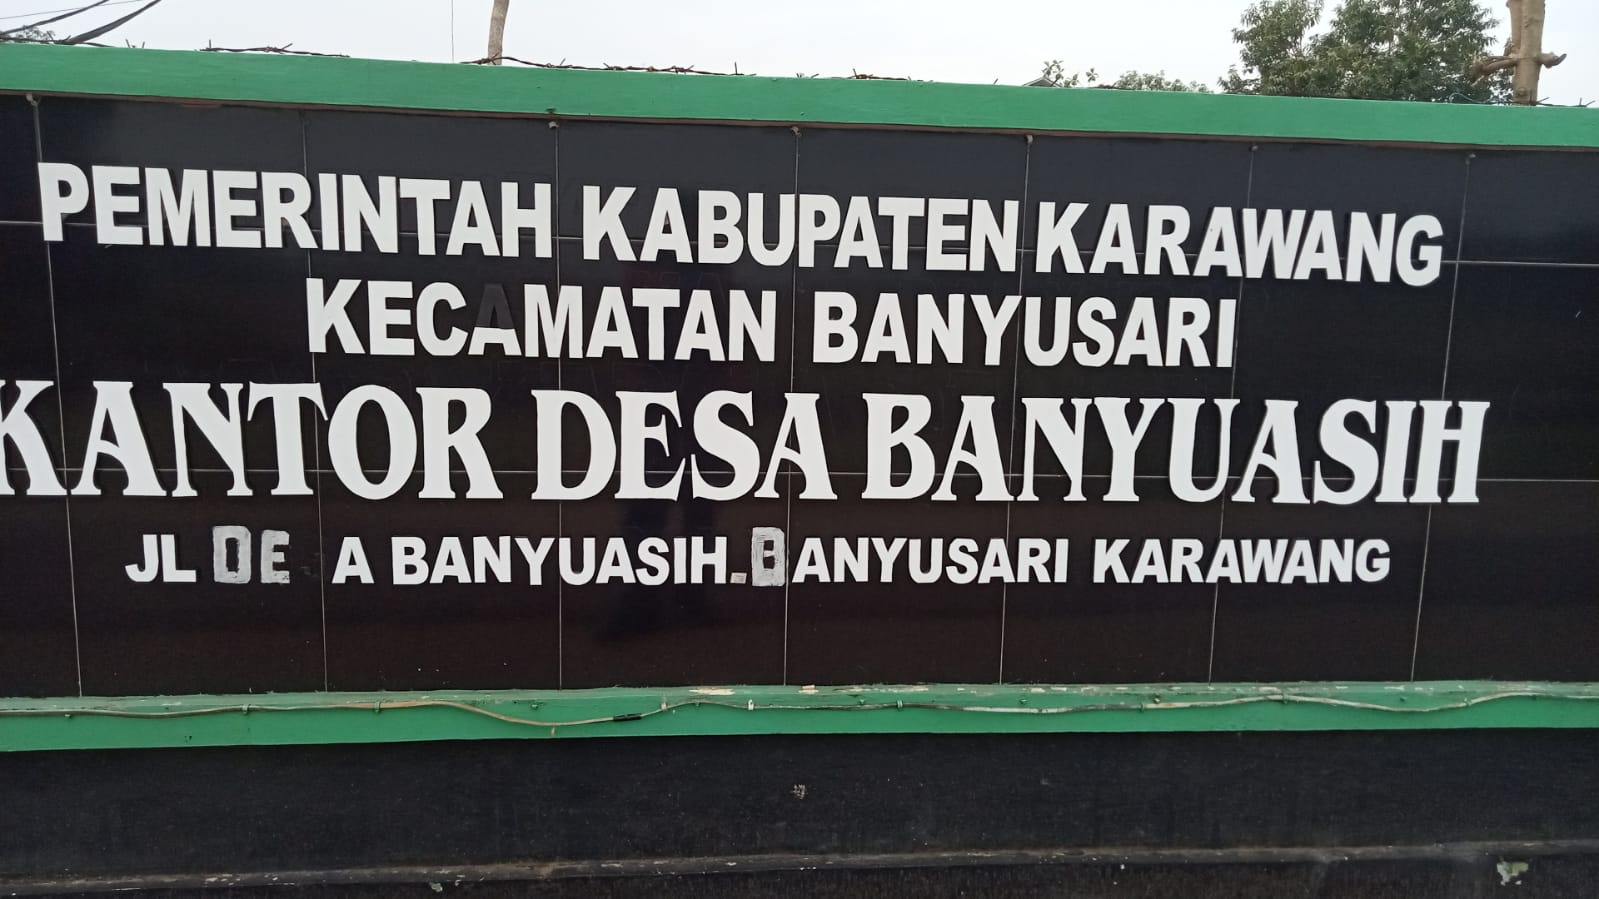 PEMERINTAH KABUPATEN KARAWANG
KECAMATAN BANYUSARI
KANTOR DESA BANYUASIH
JL DE A BANYUASIH. BANYUSARI KARAWANG